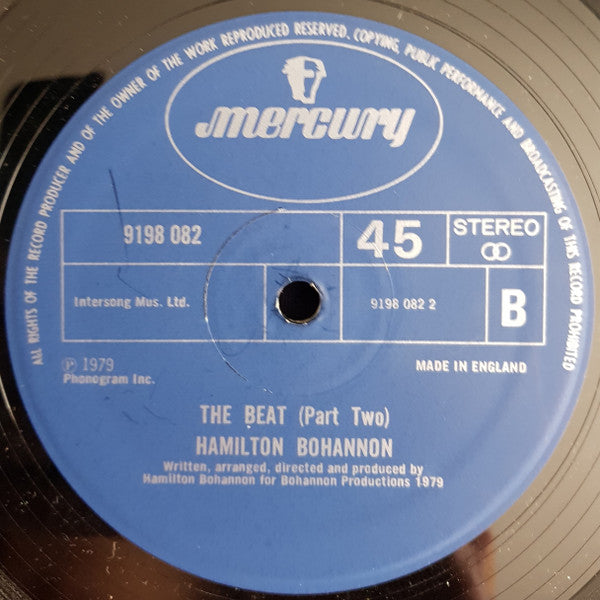 ALL RIGHTS OF THE RECORD PRODUCER AND OF THE OWNER OF THE WORK REPRODUCED RESERVED. COPYING, PUBLIC PERFORMANCE AND BROADCASTING OF THIS RECORD PROHIBITED
mercury
9198 082
45
STEREO
Intersong Mus. Ltd.
9198 082 2
B
Ⓟ 1979
Phonogram Inc.
MADE IN ENGLAND
THE BEAT (Part Two)
HAMILTON BOHANNON
Written, arranged, directed and produced by
Hamilton Bohannon for Bohannon Productions 1979